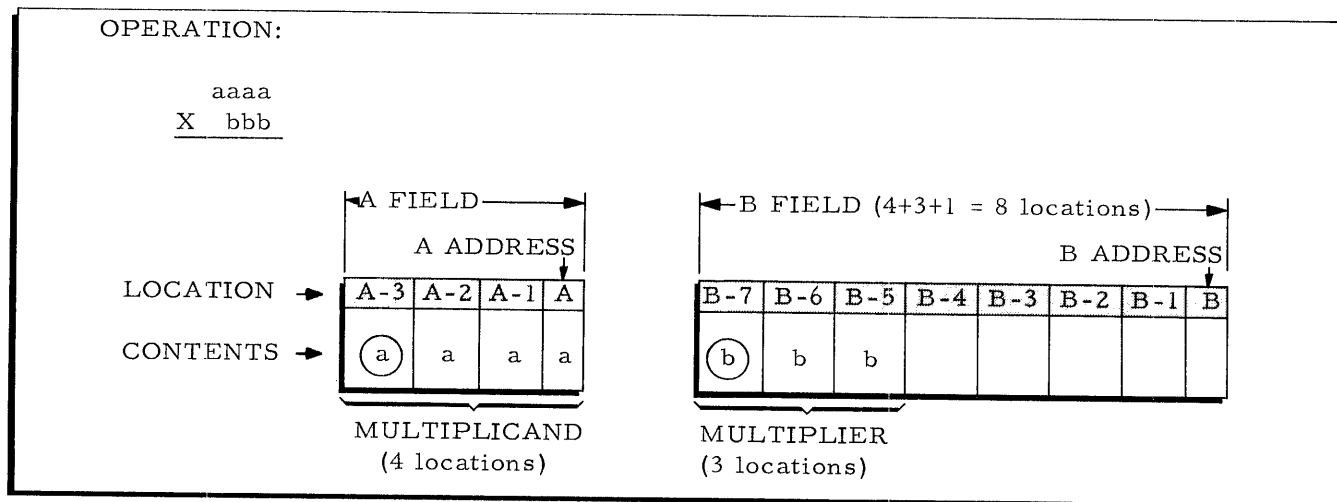 OPERATION:
aaaa
X bbb
A FIELD
B FIELD (4+3+1 = 8 locations)
A ADDRESS
B ADDRESS
LOCATION A-3 A-2 A-1 A B-7 B-6 B-5 B-4 B-3 B-2 B-1 B
CONTENTS a a a a b b b
MULTIPLICAND
(4 locations)
MULTIPLIER
(3 locations)